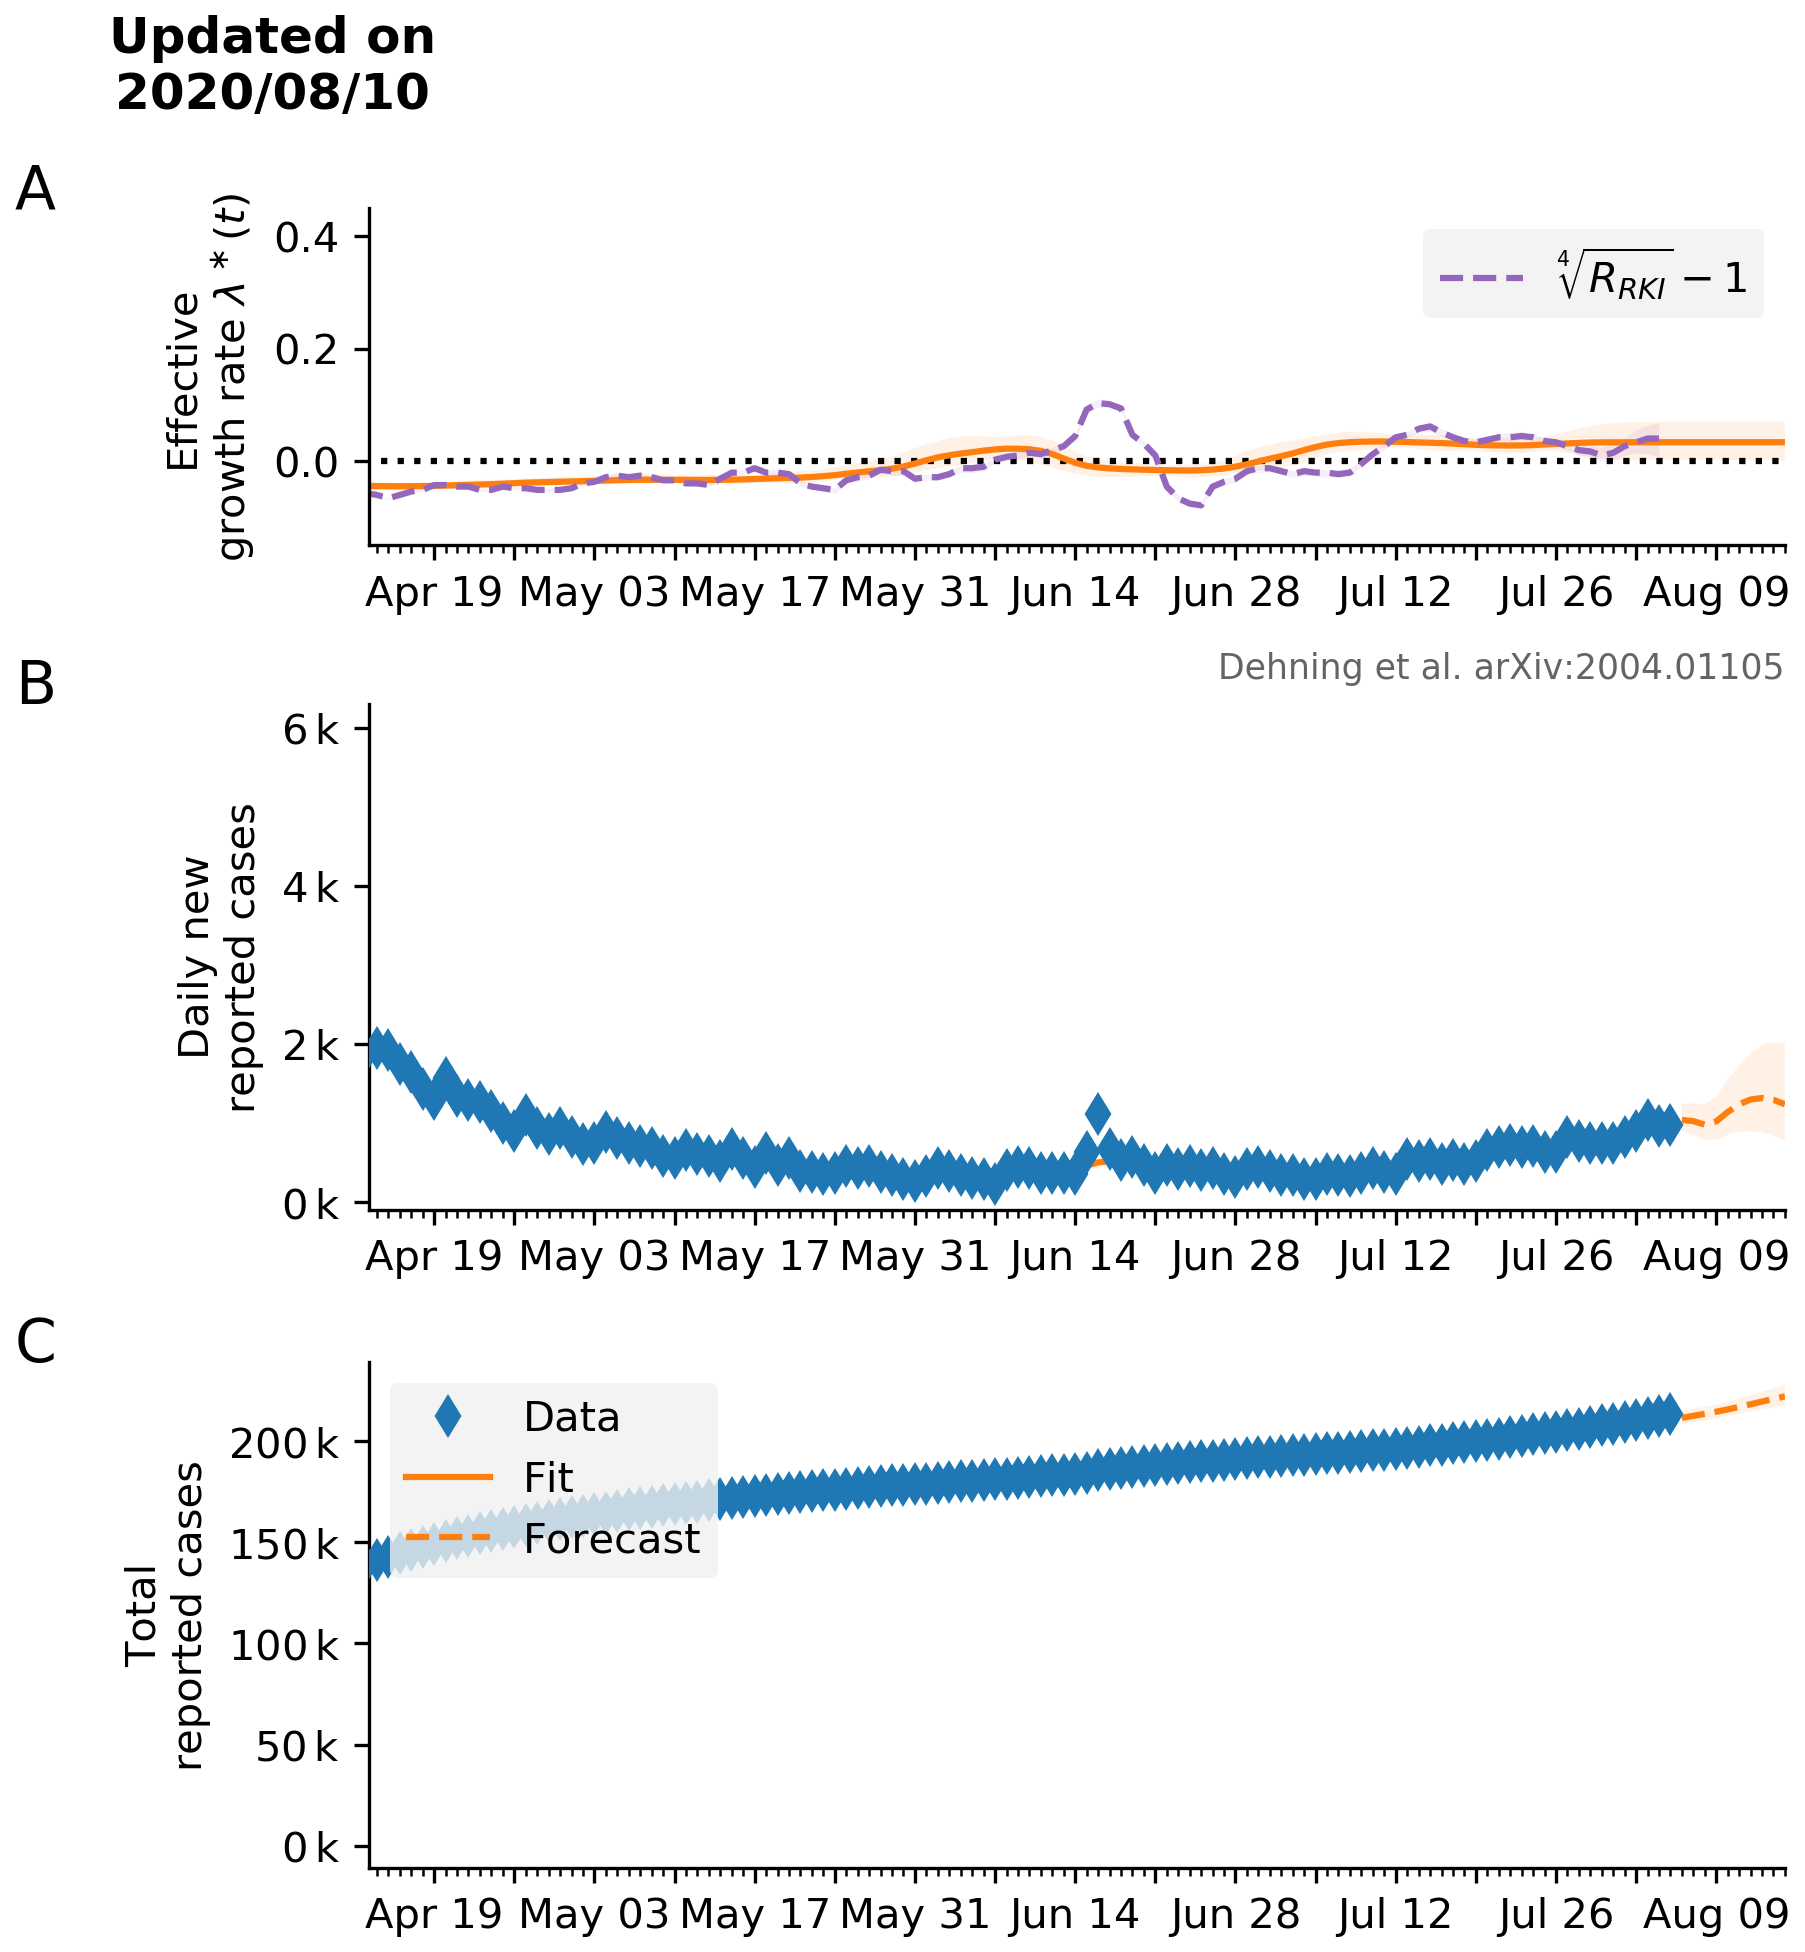 Updated on
2020/08/10
A
Effective
growth rate λ * (t)
0.4
0.2
0.0
∜R_RKI − 1
Apr 19 May 03 May 17 May 31 Jun 14 Jun 28 Jul 12 Jul 26 Aug 09
Dehning et al. arXiv:2004.01105
B
Daily new
reported cases
6 k
4 k
2 k
0 k
Apr 19 May 03 May 17 May 31 Jun 14 Jun 28 Jul 12 Jul 26 Aug 09
C
Total
reported cases
200 k
150 k
100 k
50 k
0 k
Data
Fit
Forecast
Apr 19 May 03 May 17 May 31 Jun 14 Jun 28 Jul 12 Jul 26 Aug 09